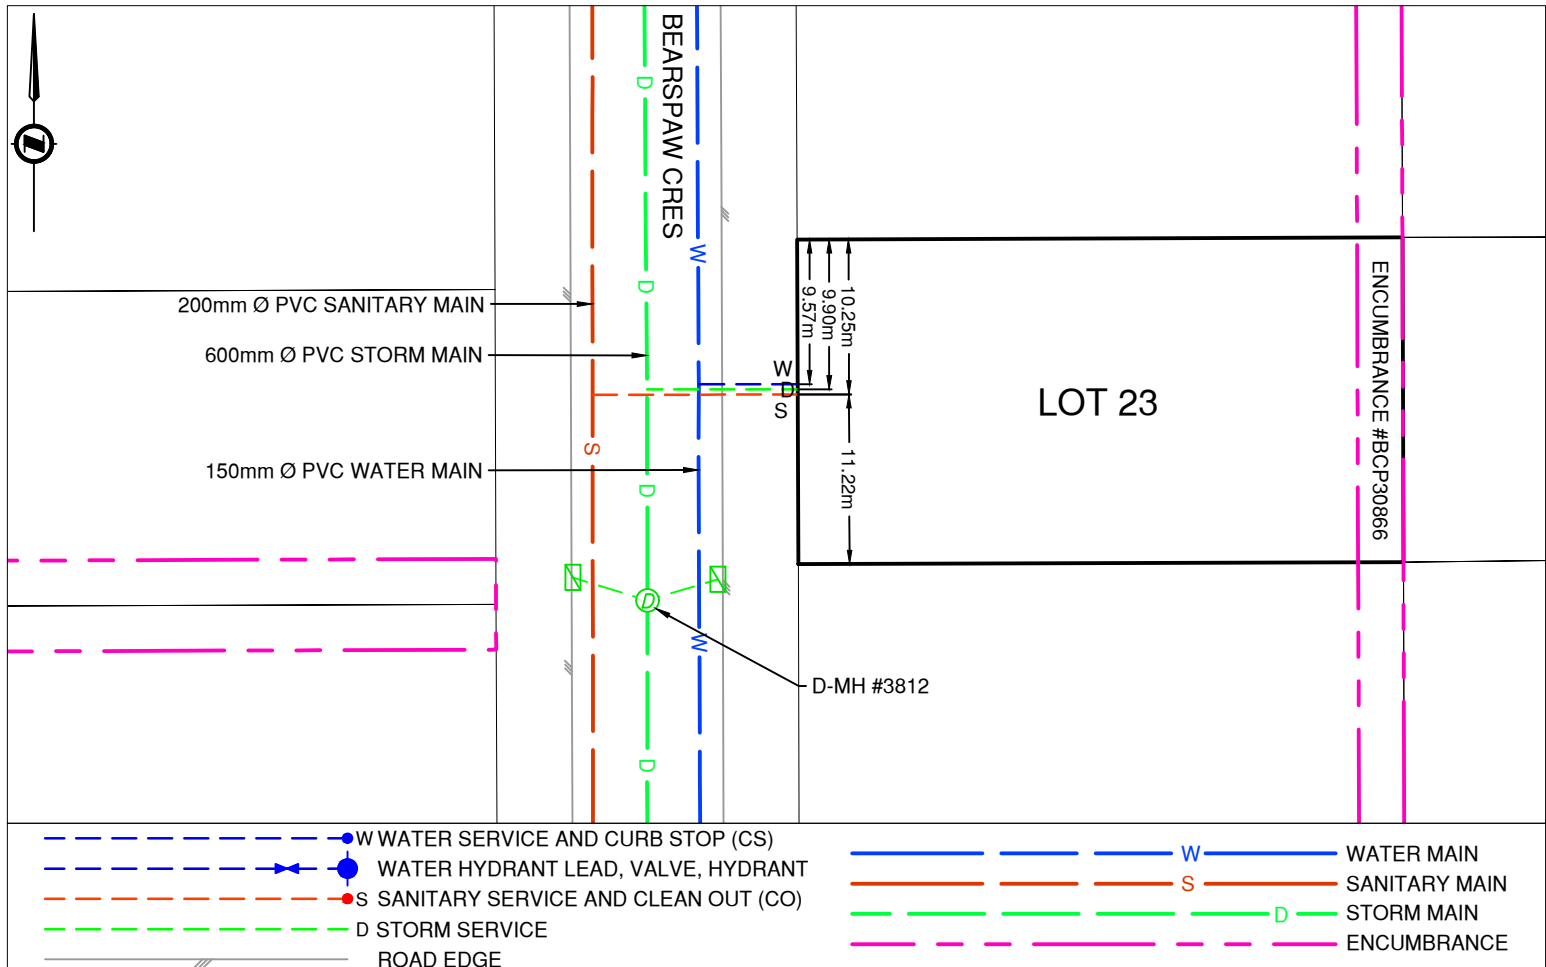 BEARSPAW CRES
N
D
W
D
200mm Ø PVC SANITARY MAIN
600mm Ø PVC STORM MAIN
150mm Ø PVC WATER MAIN
S
D
D
W
D
D-MH #3812
W
D
S
9.57m
9.90m
10.25m
11.22m
LOT 23
ENCUMBRANCE #BCP30866
W WATER SERVICE AND CURB STOP (CS)
WATER HYDRANT LEAD, VALVE, HYDRANT
S SANITARY SERVICE AND CLEAN OUT (CO)
D STORM SERVICE
ROAD EDGE
W WATER MAIN
S SANITARY MAIN
D STORM MAIN
ENCUMBRANCE